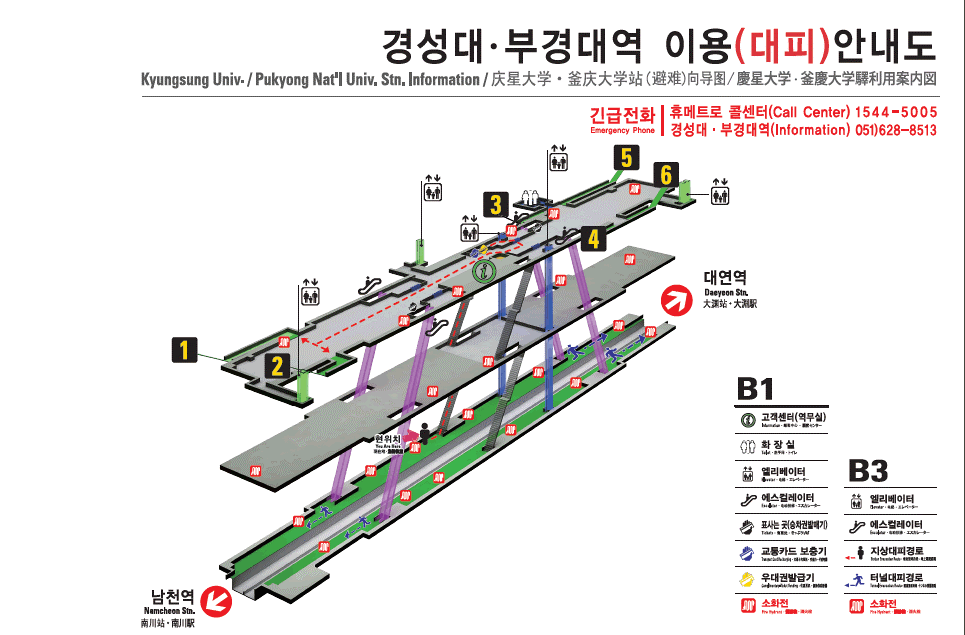 경성대·부경대역 이용(대피)안내도
Kyungsung Univ. / Pukyong Nat'l Univ. Stn. Information / 庆星大学·釜庆大学站(避难)向导图 / 慶星大学·釜慶大学驛利用案内図
긴급전화
Emergency Phone
휴메트로 콜센터(Call Center) 1544-5005
경성대·부경대역(Information) 051)628-8513
5
6
3
4
대연역
Daeyeon Stn.
大渊站·大淵駅
1
2
현위치
You Are Here
남천역
Namcheon Stn.
南川站·南川駅
B1
고객센터(역무실)
화 장 실
엘리베이터
에스컬레이터
표사는 곳(승차권발매기)
교통카드 보충기
우대권발급기
소화전
B3
엘리베이터
에스컬레이터
지상대피경로
터널대피경로
소화전